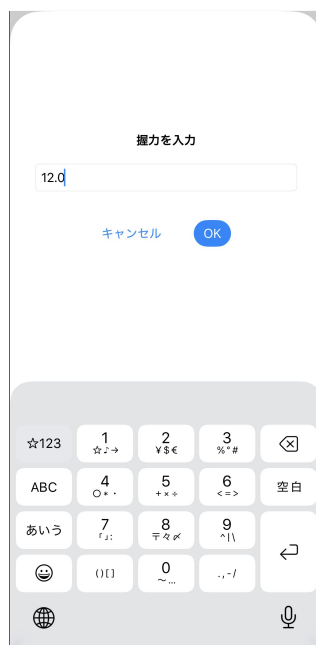 握力を入力
12.0
キャンセル OK
☆123 1 2 3
☆♪→ ¥$€ %°#
ABC 4 5 6 空白
○*・ +×÷ <=>
あいう 7 8 9
「」: 〒々〆 ^|\
()[] 0 .,-/
〜…